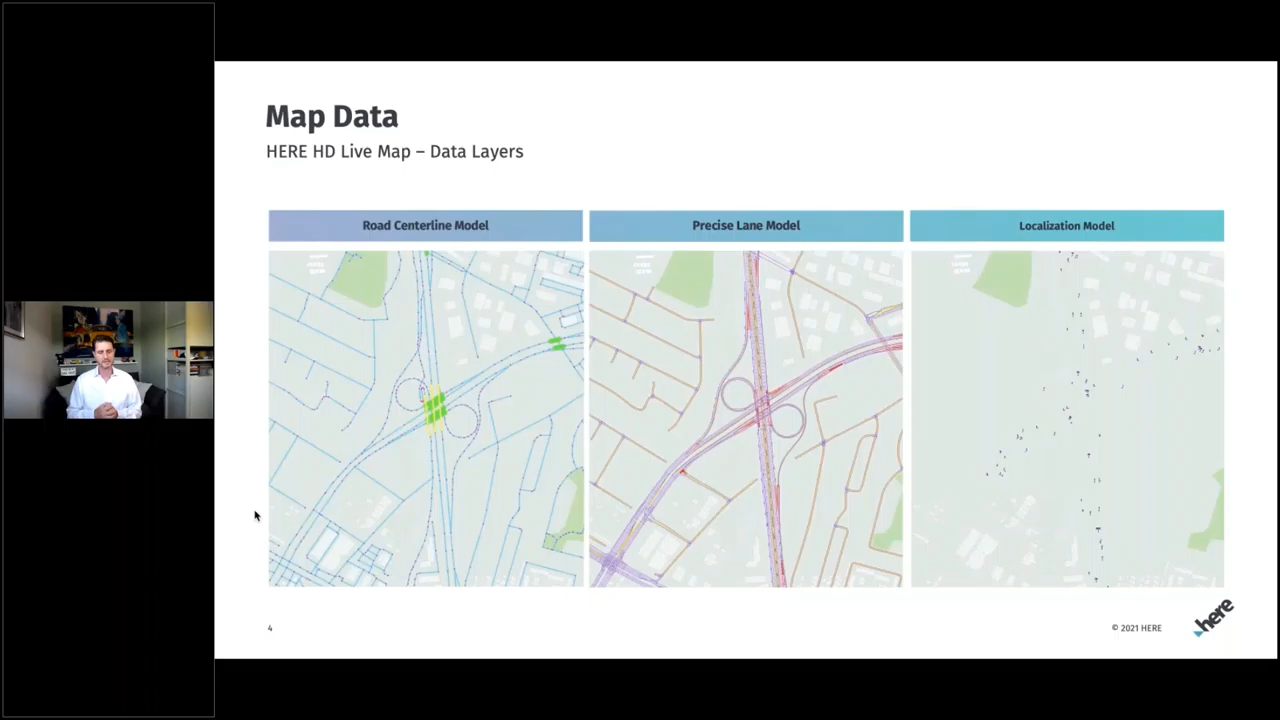 Map Data
HERE HD Live Map – Data Layers
Road Centerline Model
Precise Lane Model
Localization Model
4
© 2021 HERE
here